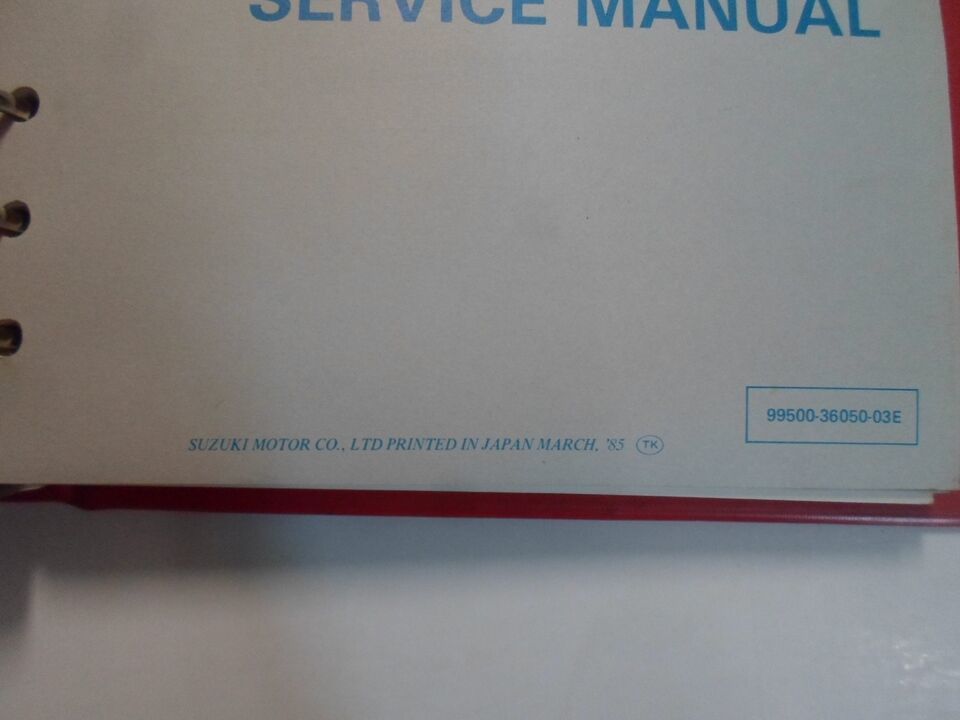 SERVICE MANUAL
99500-36050-03E
SUZUKI MOTOR CO., LTD PRINTED IN JAPAN MARCH, '85 TK